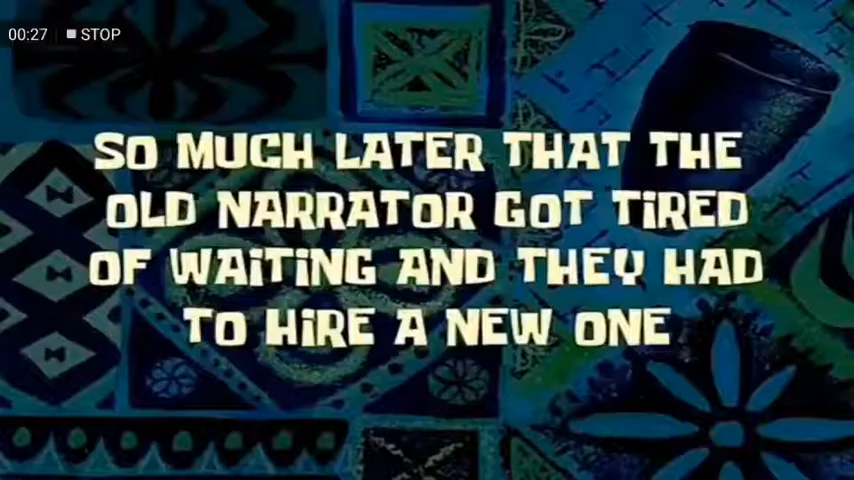 00:27 STOP
SO MUCH LATER THAT THE
OLD NARRATOR GOT TiRED
OF WAiTiNG AND THEY HAD
TO HiRE A NEW ONE